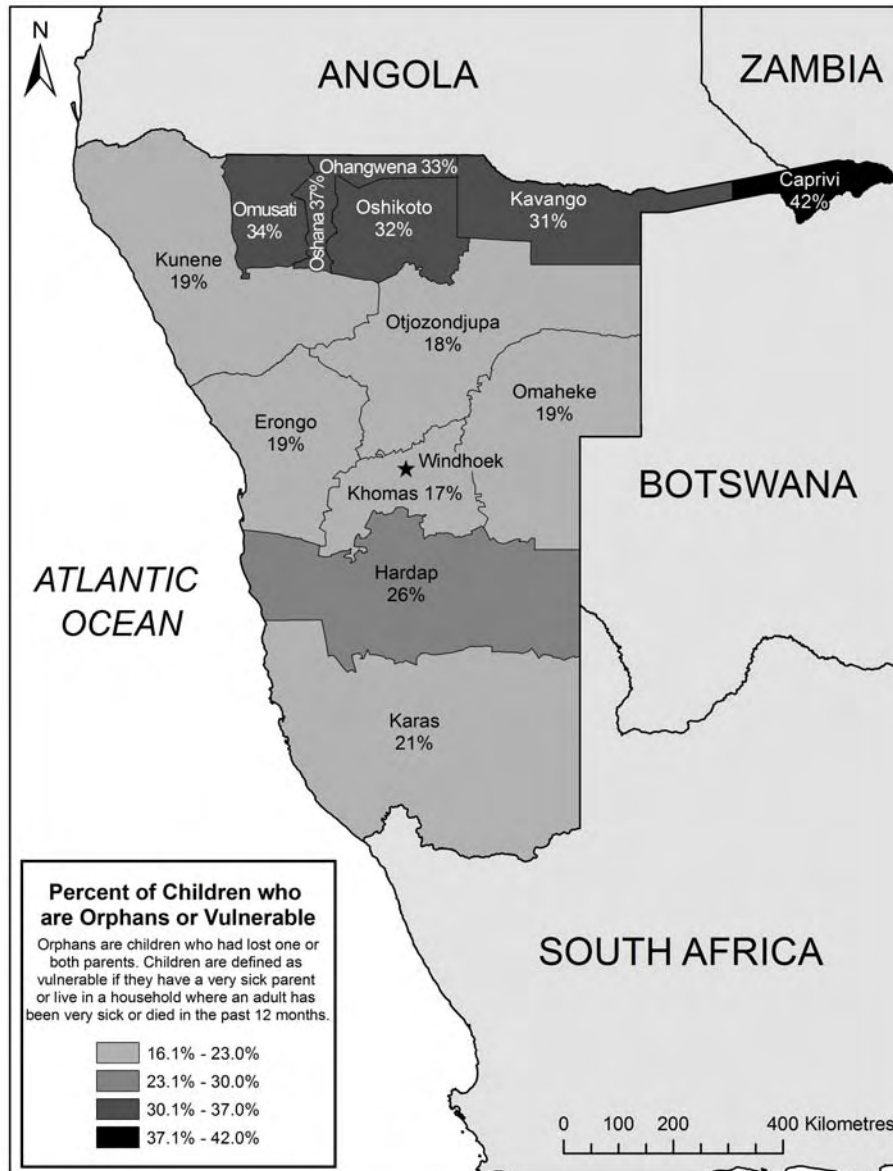 N
ANGOLA
ZAMBIA
Ohangwena 33%
Caprivi
42%
Omusati
34%
Oshana 37%
Oshikoto
32%
Kavango
31%
Kunene
19%
Otjozondjupa
18%
Omaheke
19%
Erongo
19%
Windhoek
Khomas 17%
BOTSWANA
Hardap
26%
ATLANTIC
OCEAN
Karas
21%
SOUTH AFRICA
Percent of Children who
are Orphans or Vulnerable
Orphans are children who had lost one or
both parents. Children are defined as
vulnerable if they have a very sick parent
or live in a household where an adult has
been very sick or died in the past 12 months.
16.1% - 23.0%
23.1% - 30.0%
30.1% - 37.0%
37.1% - 42.0%
0 100 200 400 Kilometres